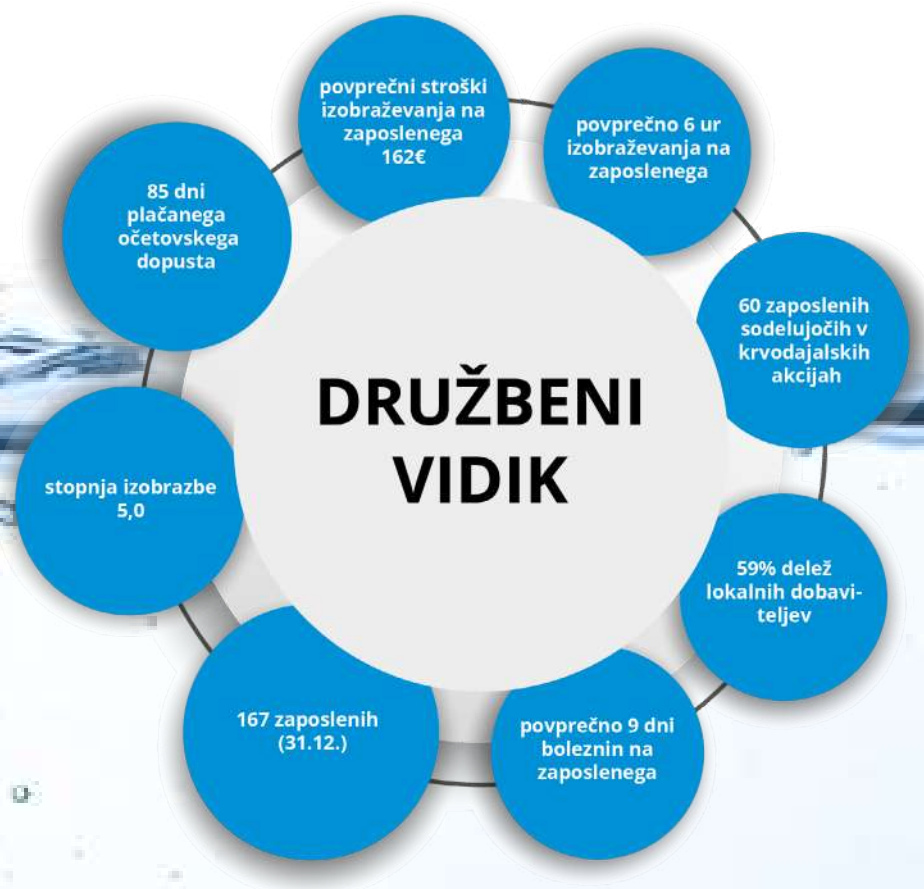 povprečni stroški
izobraževanja na
zaposlenega
162€
povprečno 6 ur
izobraževanja na
zaposlenega
85 dni
plačanega
očetovskega
dopusta
60 zaposlenih
sodelujočih v
krvodajalskih
akcijah
DRUŽBENI
VIDIK
stopnja izobrazbe
5,0
59% delež
lokalnih dobavi-
teljev
167 zaposlenih
(31.12.)
povprečno 9 dni
boleznin na
zaposlenega